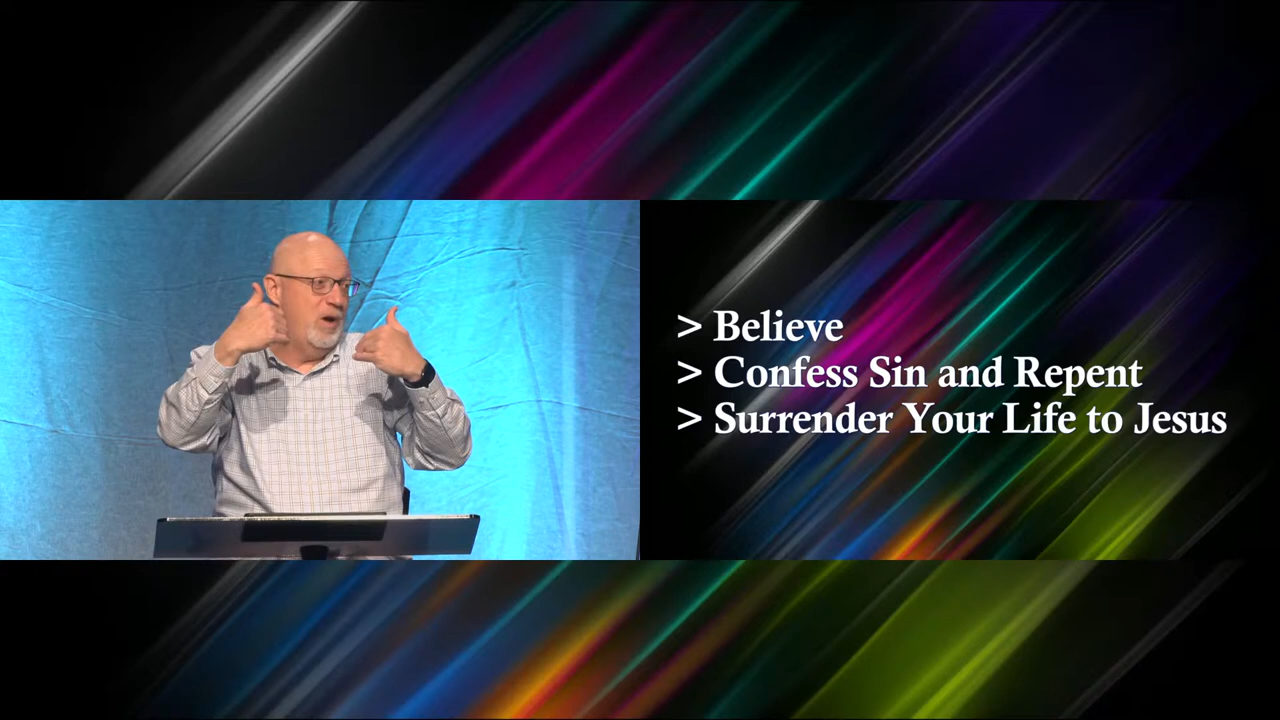 > Believe
> Confess Sin and Repent
> Surrender Your Life to Jesus